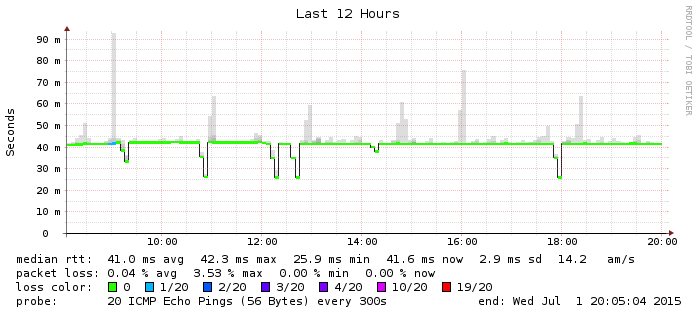 Last 12 Hours
RRDTOOL / TOBI OETIKER
Seconds
90 m
80 m
70 m
60 m
50 m
40 m
30 m
20 m
10 m
0
10:00 12:00 14:00 16:00 18:00 20:00
median rtt: 41.0 ms avg 42.3 ms max 25.9 ms min 41.6 ms now 2.9 ms sd 14.2 am/s
packet loss: 0.04 % avg 3.53 % max 0.00 % min 0.00 % now
loss color: 0 1/20 2/20 3/20 4/20 10/20 19/20
probe: 20 ICMP Echo Pings (56 Bytes) every 300s end: Wed Jul 1 20:05:04 2015